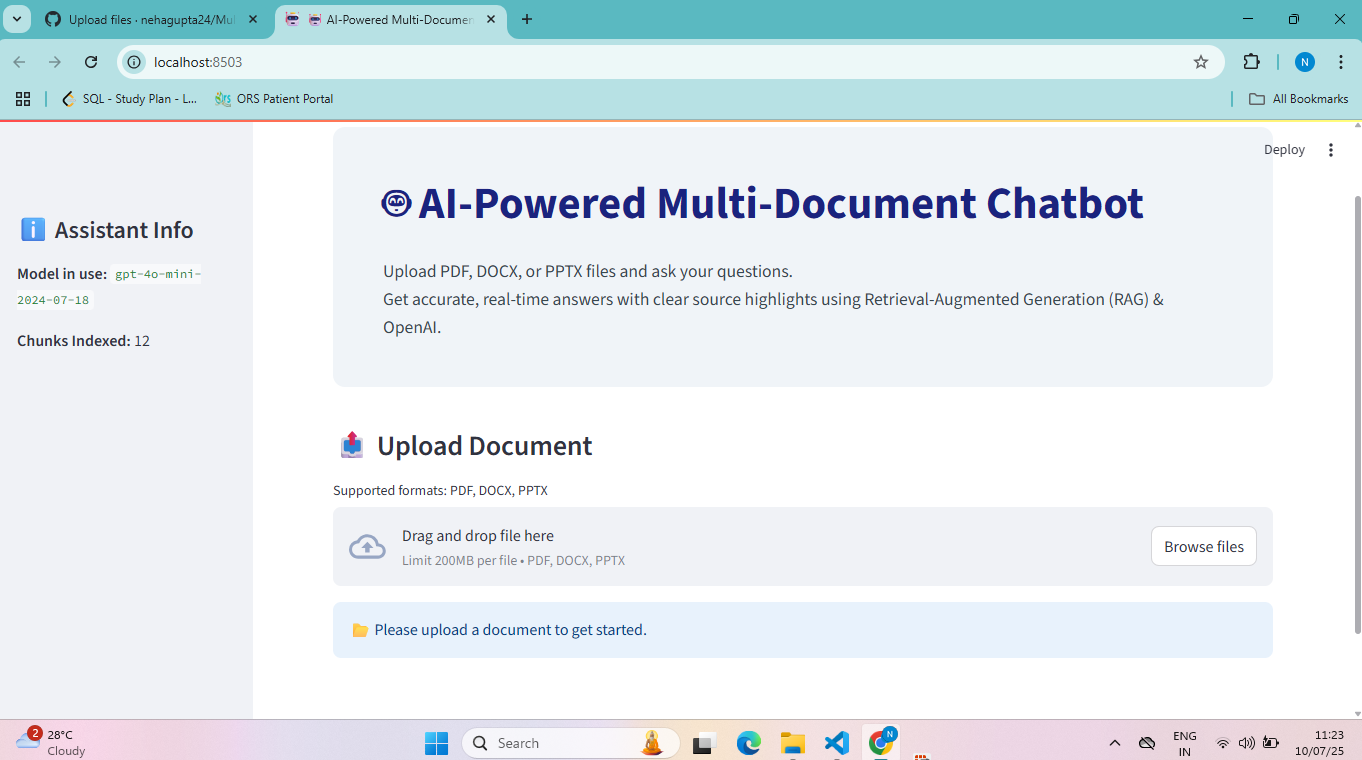 Upload files · nehagupta24/Mul
AI-Powered Multi-Documen
localhost:8503
N
SQL - Study Plan - L...
ORS Patient Portal
All Bookmarks
Deploy
Assistant Info
Model in use: gpt-4o-mini-
2024-07-18
Chunks Indexed: 12
AI-Powered Multi-Document Chatbot
Upload PDF, DOCX, or PPTX files and ask your questions.
Get accurate, real-time answers with clear source highlights using Retrieval-Augmented Generation (RAG) &
OpenAI.
Upload Document
Supported formats: PDF, DOCX, PPTX
Drag and drop file here
Limit 200MB per file • PDF, DOCX, PPTX
Browse files
Please upload a document to get started.
2
28°C
Cloudy
Search
N
ENG
IN
11:23
10/07/25